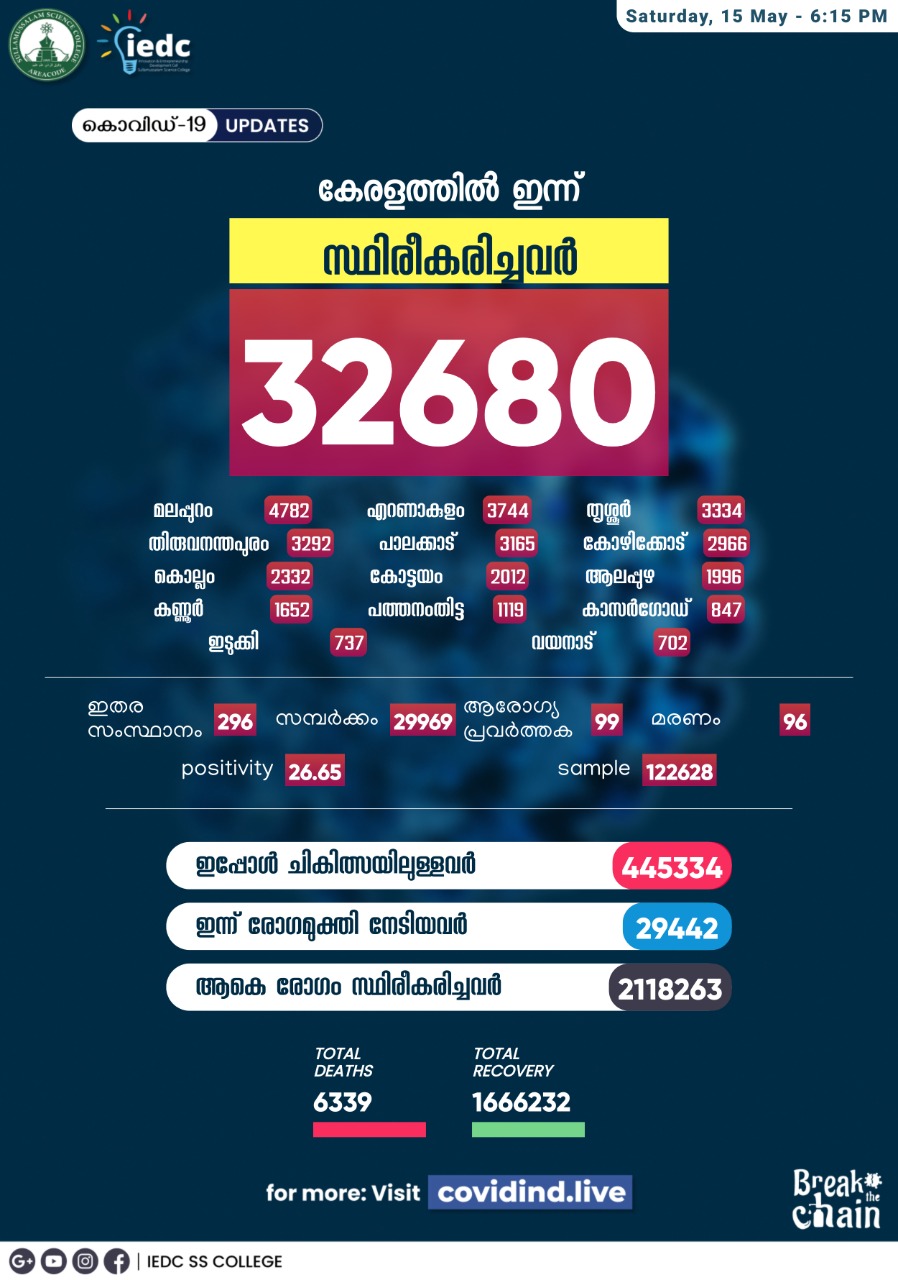 Saturday, 15 May - 6:15 PM
SULLAMUSSALAM SCIENCE COLLEGE
AREACODE
iedc
കൊവിഡ്-19 UPDATES
കേരളത്തിൽ ഇന്ന്
സ്ഥിരീകരിച്ചവർ
32680
മലപ്പുറം 4782 എറണാകുളം 3744 തൃശ്ശൂർ 3334
തിരുവനന്തപുരം 3292 പാലക്കാട് 3165 കോഴിക്കോട് 2966
കൊല്ലം 2332 കോട്ടയം 2012 ആലപ്പുഴ 1996
കണ്ണൂർ 1652 പത്തനംതിട്ട 1119 കാസർഗോഡ് 847
ഇടുക്കി 737 വയനാട് 702
ഇതര
സംസ്ഥാനം 296 സമ്പർക്കം 29969 ആരോഗ്യ
പ്രവർത്തക 99 മരണം 96
positivity 26.65 sample 122628
ഇപ്പോൾ ചികിത്സയിലുള്ളവർ 445334
ഇന്ന് രോഗമുക്തി നേടിയവർ 29442
ആകെ രോഗം സ്ഥിരീകരിച്ചവർ 2118263
TOTAL
DEATHS
6339
TOTAL
RECOVERY
1666232
for more: Visit covidind.live
Break
the
chain
G+ | IEDC SS COLLEGE